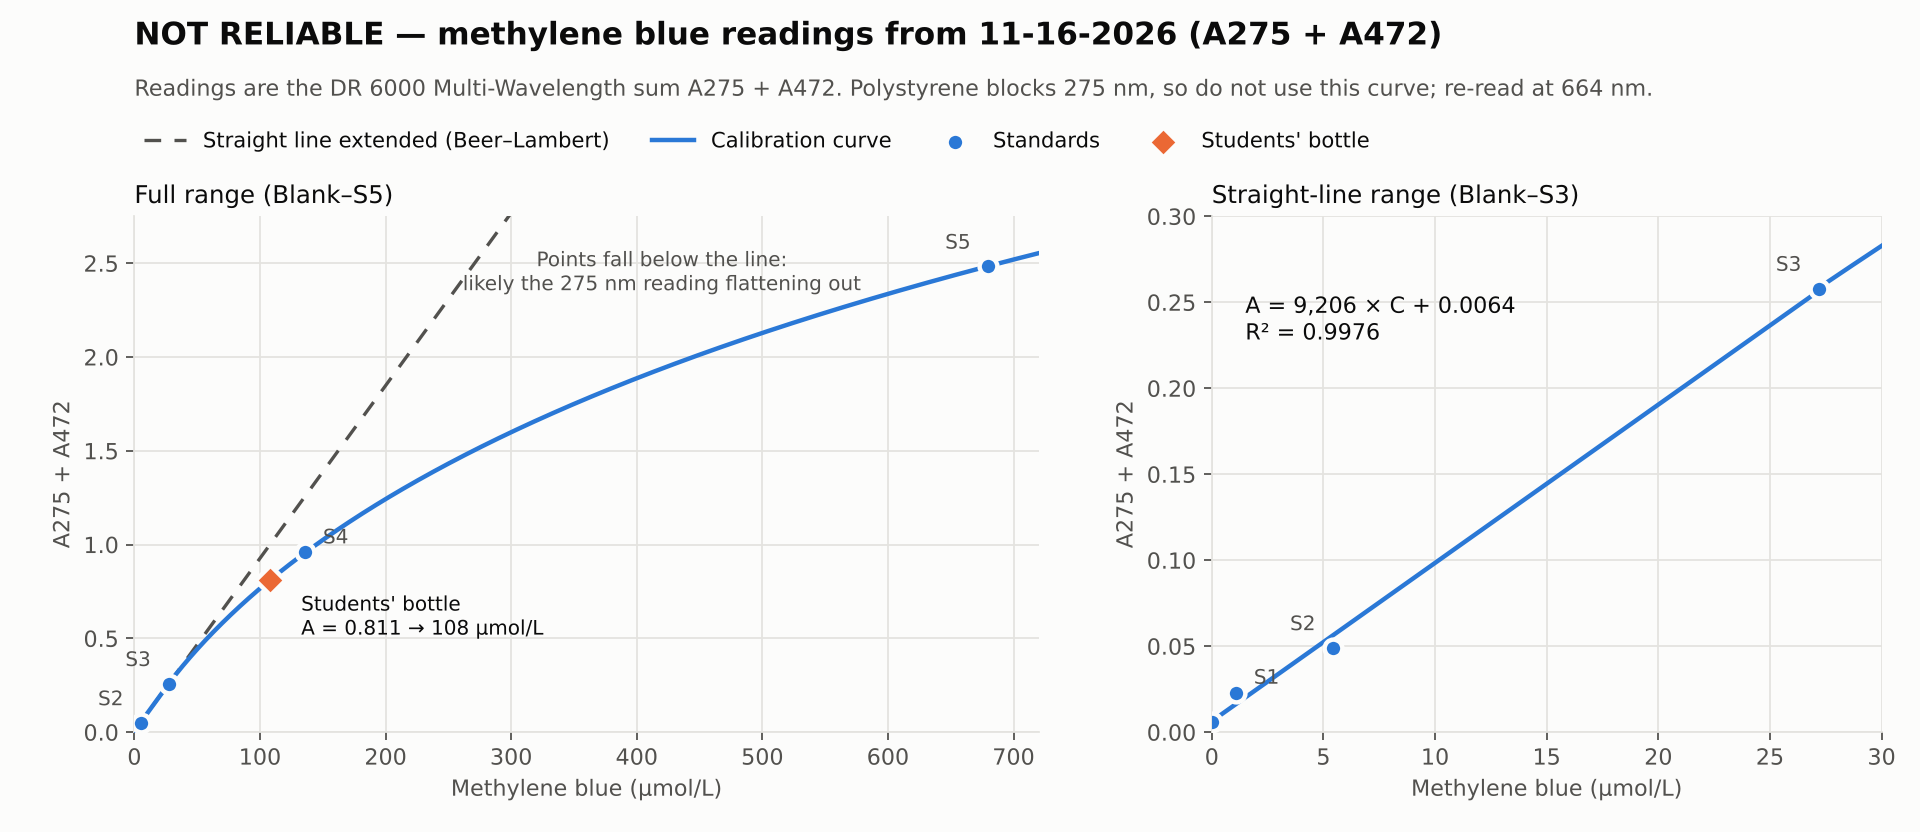 NOT RELIABLE — methylene blue readings from 11-16-2026 (A275 + A472)
Readings are the DR 6000 Multi-Wavelength sum A275 + A472. Polystyrene blocks 275 nm, so do not use this curve; re-read at 664 nm.
Straight line extended (Beer–Lambert)
Calibration curve
Standards
Students' bottle
Full range (Blank–S5)
A275 + A472
2.5
2.0
1.5
1.0
0.5
0.0
Points fall below the line:
likely the 275 nm reading flattening out
S5
S4
Students' bottle
A = 0.811 → 108 µmol/L
S3
S2
0 100 200 300 400 500 600 700
Methylene blue (µmol/L)
Straight-line range (Blank–S3)
A275 + A472
0.30
0.25
0.20
0.15
0.10
0.05
0.00
S3
A = 9,206 × C + 0.0064
R² = 0.9976
S2
S1
0 5 10 15 20 25 30
Methylene blue (µmol/L)